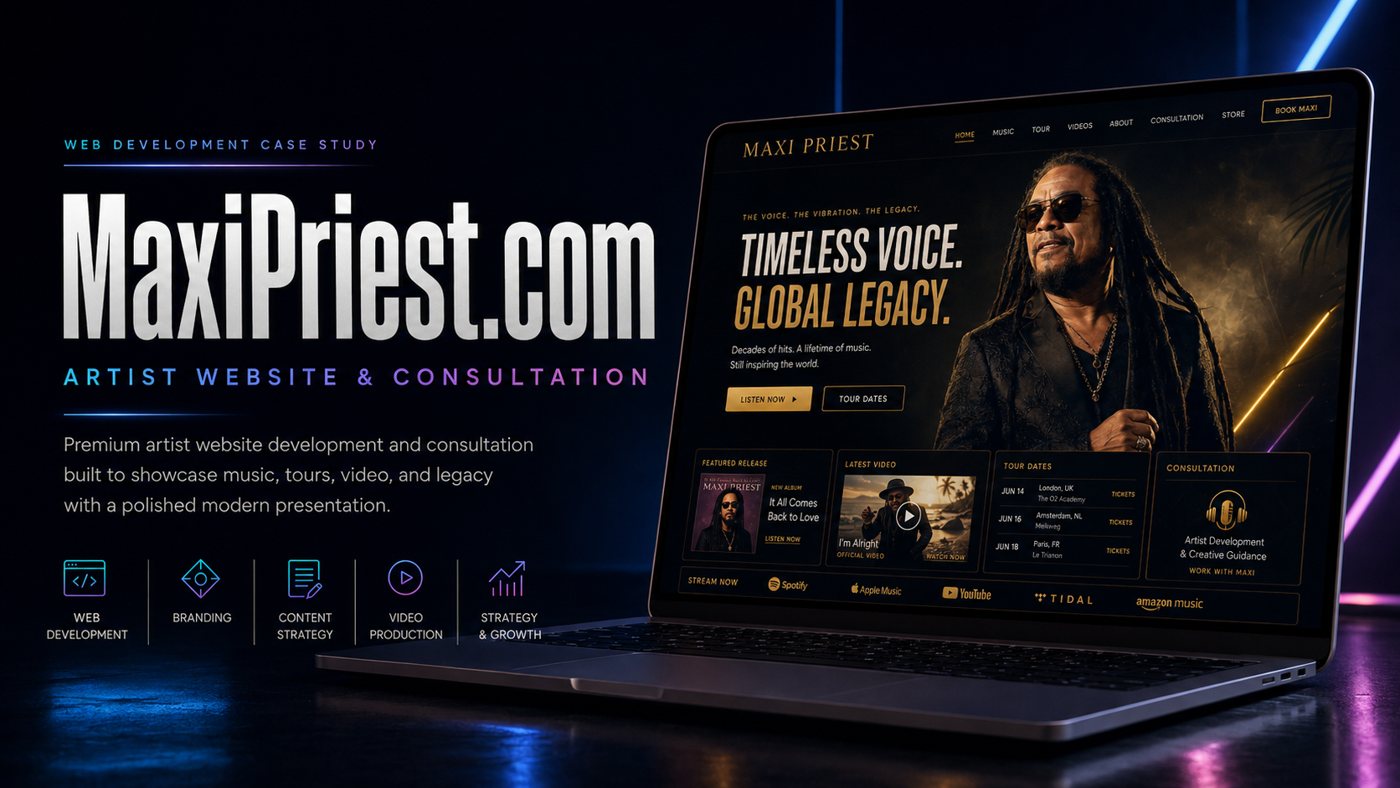 WEB DEVELOPMENT CASE STUDY
MaxiPriest.com
ARTIST WEBSITE & CONSULTATION
Premium artist website development and consultation
built to showcase music, tours, video, and legacy
with a polished modern presentation.
WEB
DEVELOPMENT
BRANDING
CONTENT
STRATEGY
VIDEO
PRODUCTION
STRATEGY
& GROWTH
MAXI PRIEST
HOME MUSIC TOUR VIDEOS ABOUT CONSULTATION STORE BOOK MAXI
THE VOICE. THE VIBRATION. THE LEGACY.
TIMELESS VOICE.
GLOBAL LEGACY.
Decades of hits. A lifetime of music.
Still inspiring the world.
LISTEN NOW
TOUR DATES
FEATURED RELEASE
MAXI PRIEST
NEW ALBUM
It All Comes
Back to Love
LISTEN NOW
LATEST VIDEO
I'm Alright
OFFICIAL VIDEO
WATCH NOW
TOUR DATES
JUN 14 London, UK TICKETS
The O2 Academy
JUN 16 Amsterdam, NL TICKETS
Melkweg
JUN 18 Paris, FR TICKETS
Le Trianon
CONSULTATION
Artist Development
& Creative Guidance
WORK WITH MAXI
STREAM NOW Spotify Apple Music YouTube TIDAL amazon music